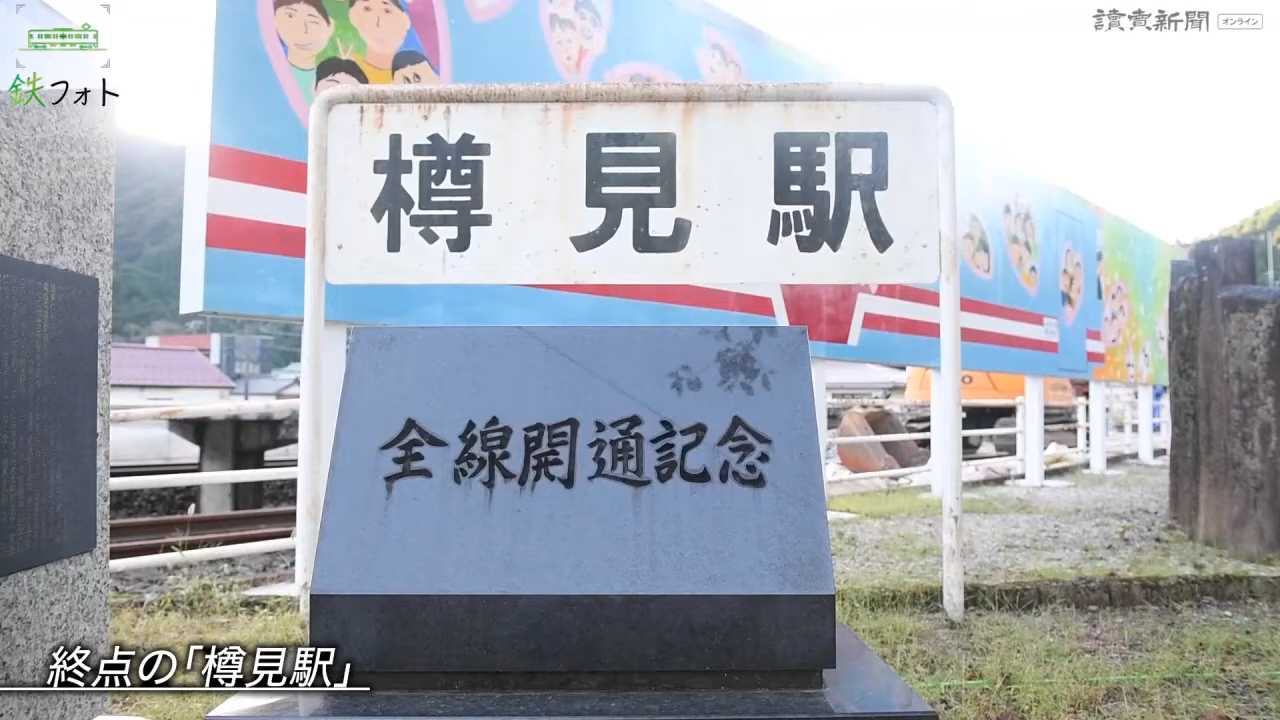 鉄フォト
讀賣新聞 オンライン
樽見駅
全線開通記念
終点の「樽見駅」